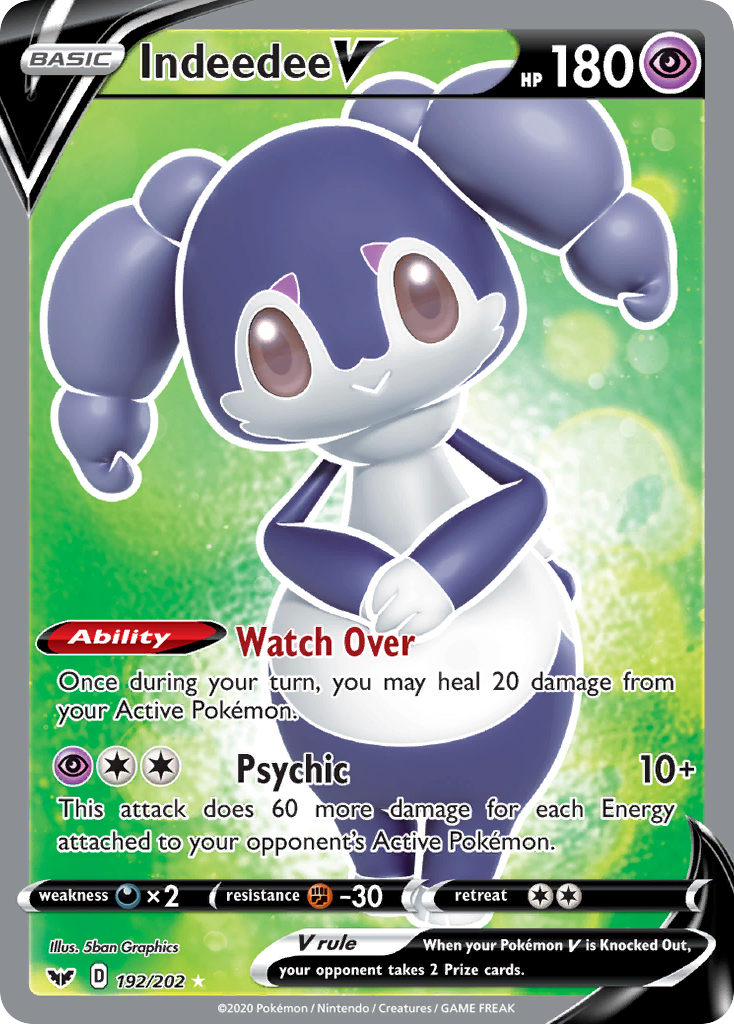 BASIC Indeedee V HP 180
Ability Watch Over
Once during your turn, you may heal 20 damage from
your Active Pokémon.
Psychic 10+
This attack does 60 more damage for each Energy
attached to your opponent's Active Pokémon.
weakness ×2 resistance -30 retreat
Illus. 5ban Graphics
V rule When your Pokémon V is Knocked Out,
your opponent takes 2 Prize cards.
D 192/202
©2020 Pokémon / Nintendo / Creatures / GAME FREAK